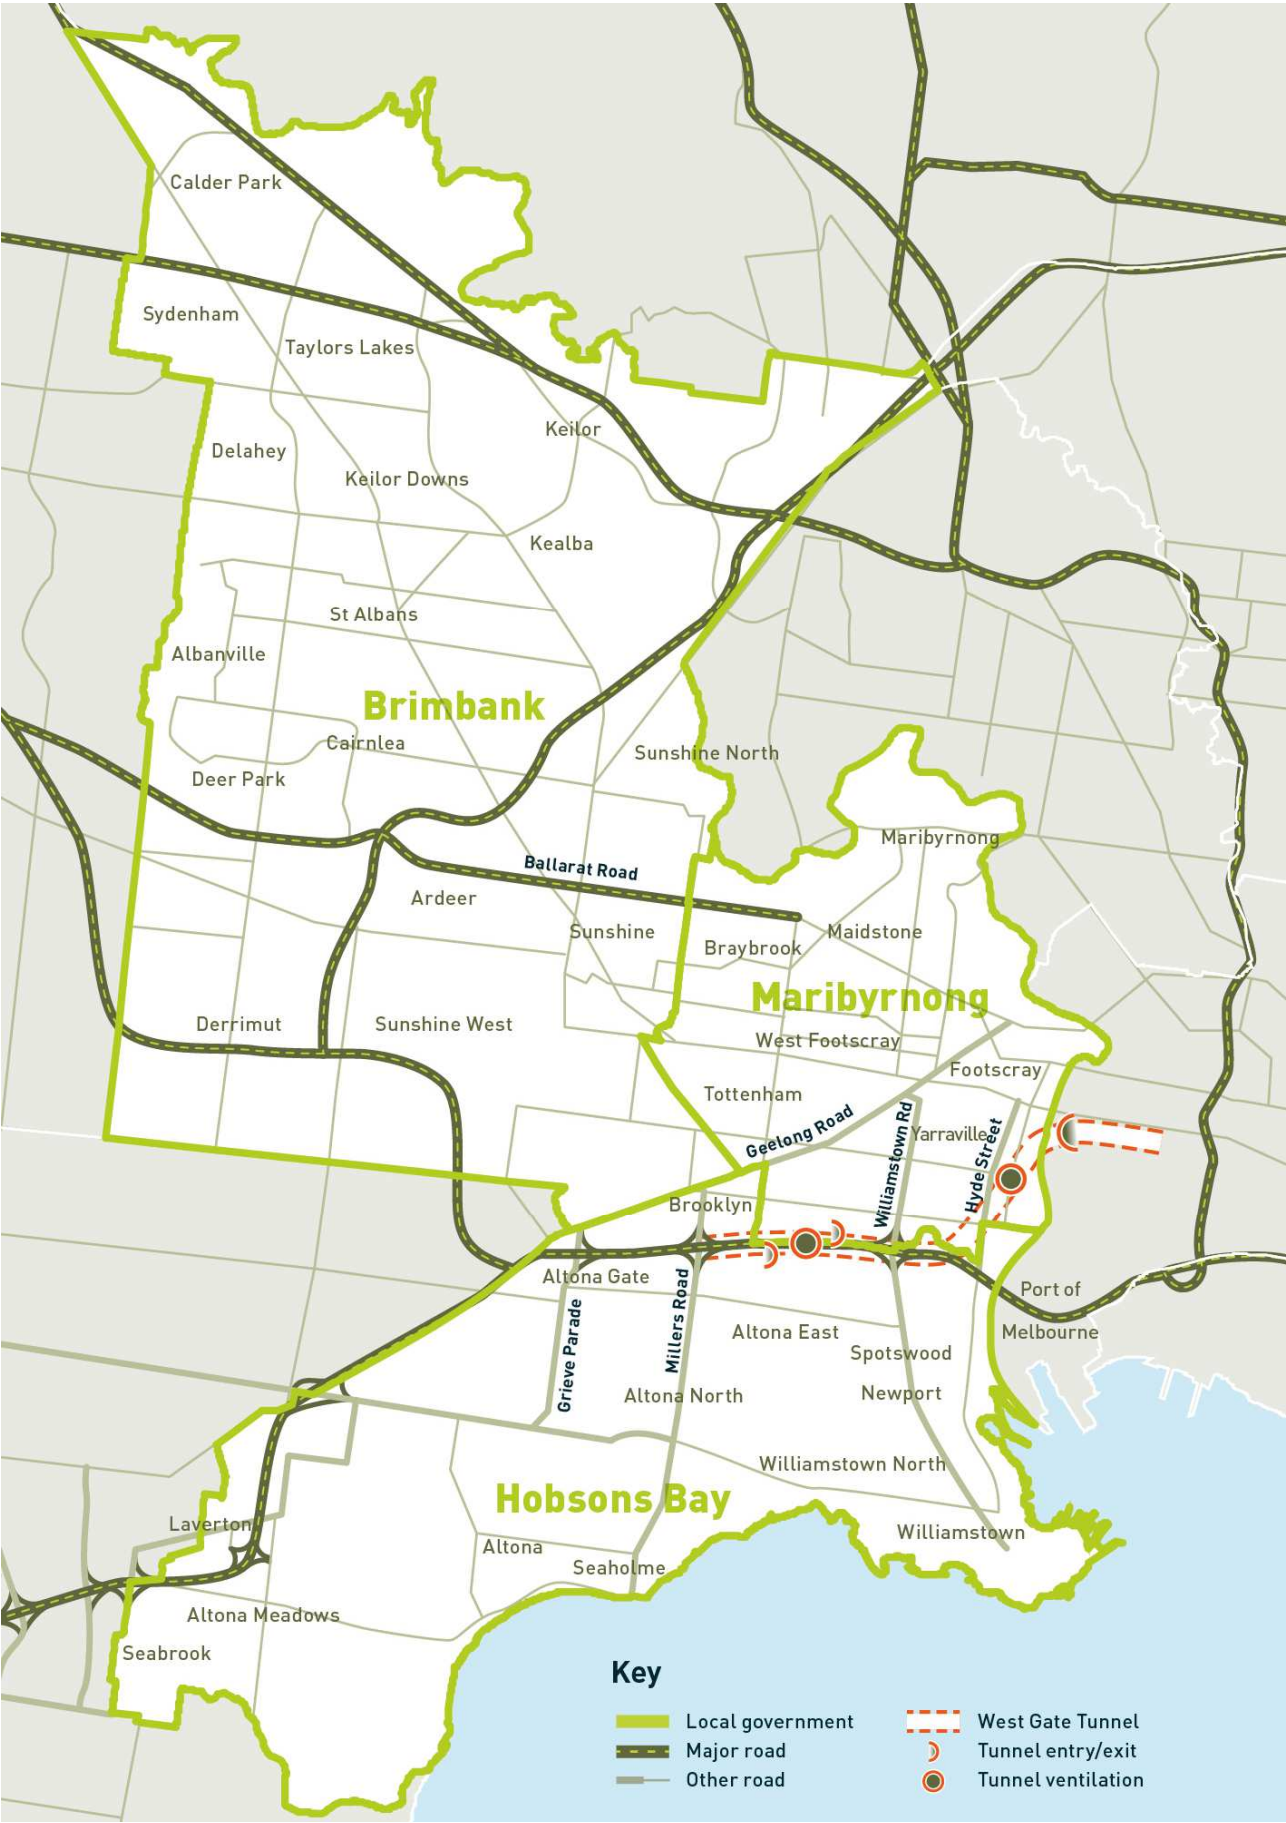 Calder Park
Sydenham
Taylors Lakes
Keilor
Delahey
Keilor Downs
Kealba
St Albans
Albanville
Brimbank
Cairnlea
Sunshine North
Deer Park
Maribyrnong
Ballarat Road
Ardeer
Sunshine
Braybrook
Maidstone
Maribyrnong
Derrimut
Sunshine West
West Footscray
Footscray
Tottenham
Geelong Road
Williamstown Rd
Yarraville
Hyde Street
Brooklyn
Altona Gate
Port of
Melbourne
Grieve Parade
Millers Road
Altona East
Spotswood
Altona North
Newport
Williamstown North
Hobsons Bay
Laverton
Williamstown
Altona
Seaholme
Altona Meadows
Seabrook
Key
Local government
Major road
Other road
West Gate Tunnel
Tunnel entry/exit
Tunnel ventilation